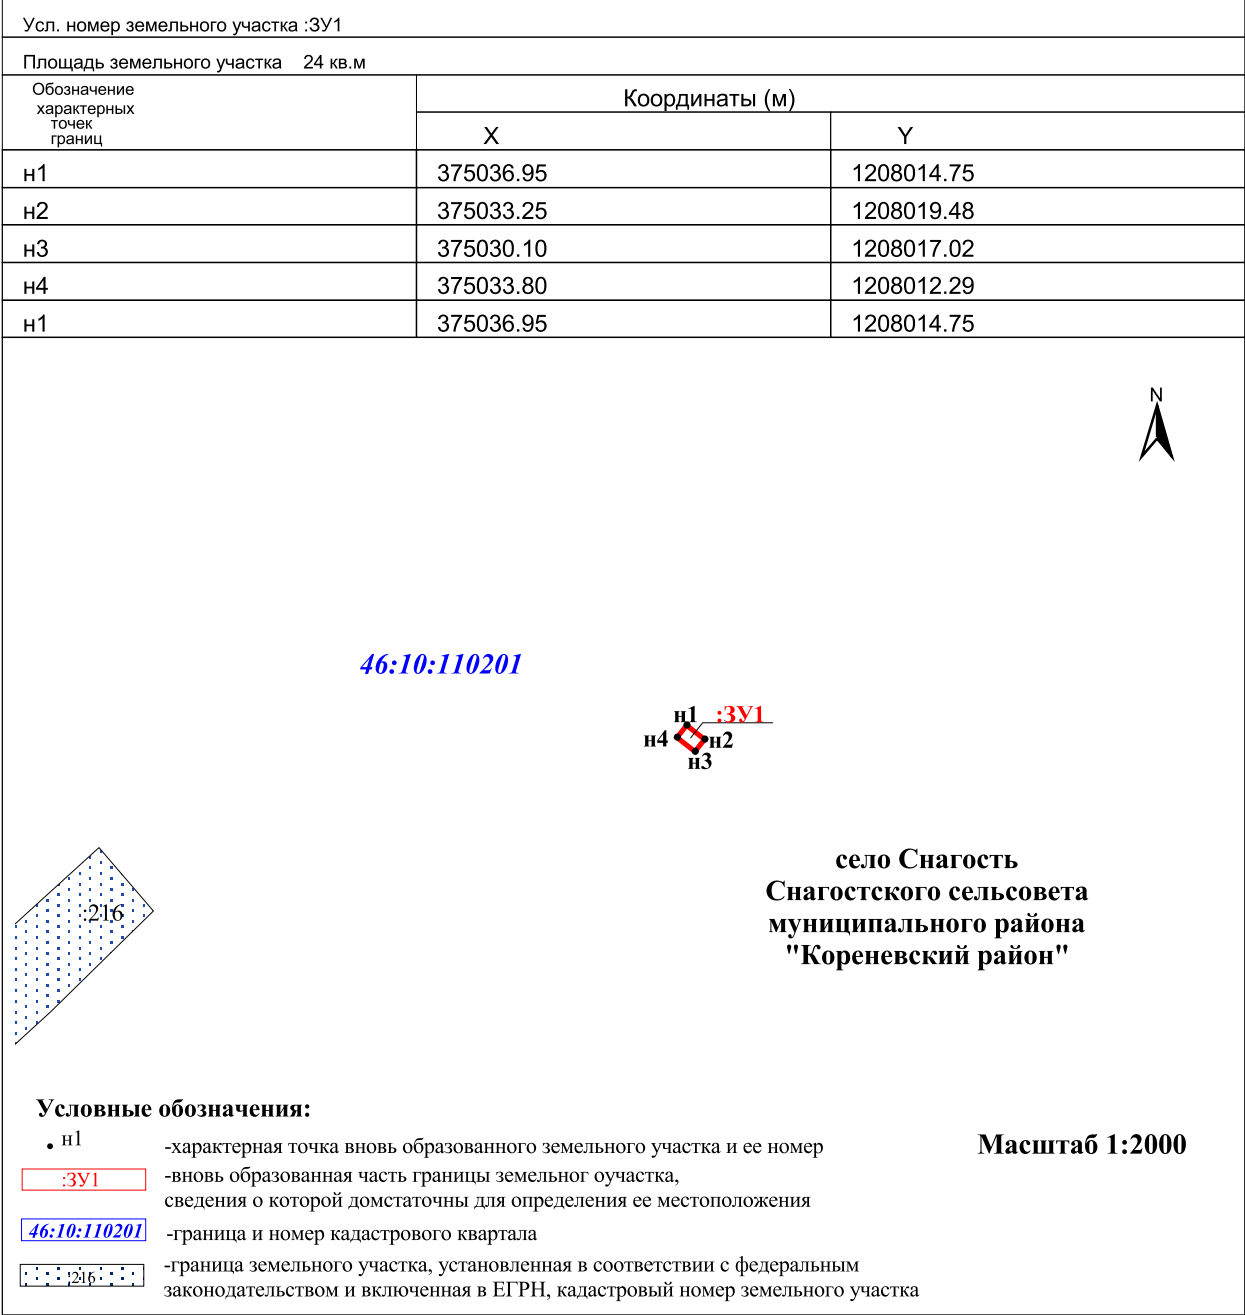 Усл. номер земельного участка :ЗУ1
Площадь земельного участка 24 кв.м
Обозначение
характерных
точек
границ
Координаты (м)
X
Y
н1 375036.95 1208014.75
н2 375033.25 1208019.48
н3 375030.10 1208017.02
н4 375033.80 1208012.29
н1 375036.95 1208014.75
N
46:10:110201
н1 :ЗУ1
н4 н2
н3
:216
село Снагость
Снагостского сельсовета
муниципального района
"Кореневский район"
Условные обозначения:
н1 -характерная точка вновь образованного земельного участка и ее номер
Масштаб 1:2000
:ЗУ1 -вновь образованная часть границы земельног оучастка,
сведения о которой домстаточны для определения ее местоположения
46:10:110201 -граница и номер кадастрового квартала
:216 -граница земельного участка, установленная в соответствии с федеральным
законодательством и включенная в ЕГРН, кадастровый номер земельного участка